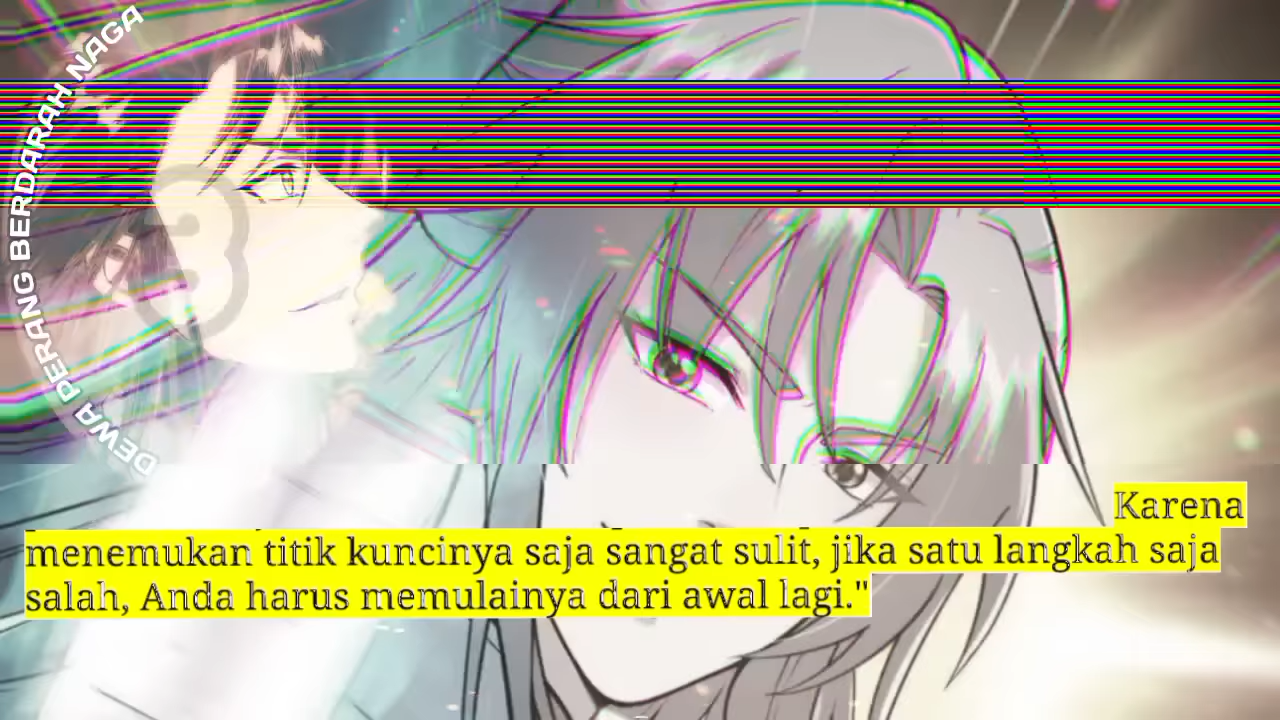 DEWA PERANG BERDARAH NAGA
Karena
menemukan titik kuncinya saja sangat sulit, jika satu langkah saja
salah, Anda harus memulainya dari awal lagi."